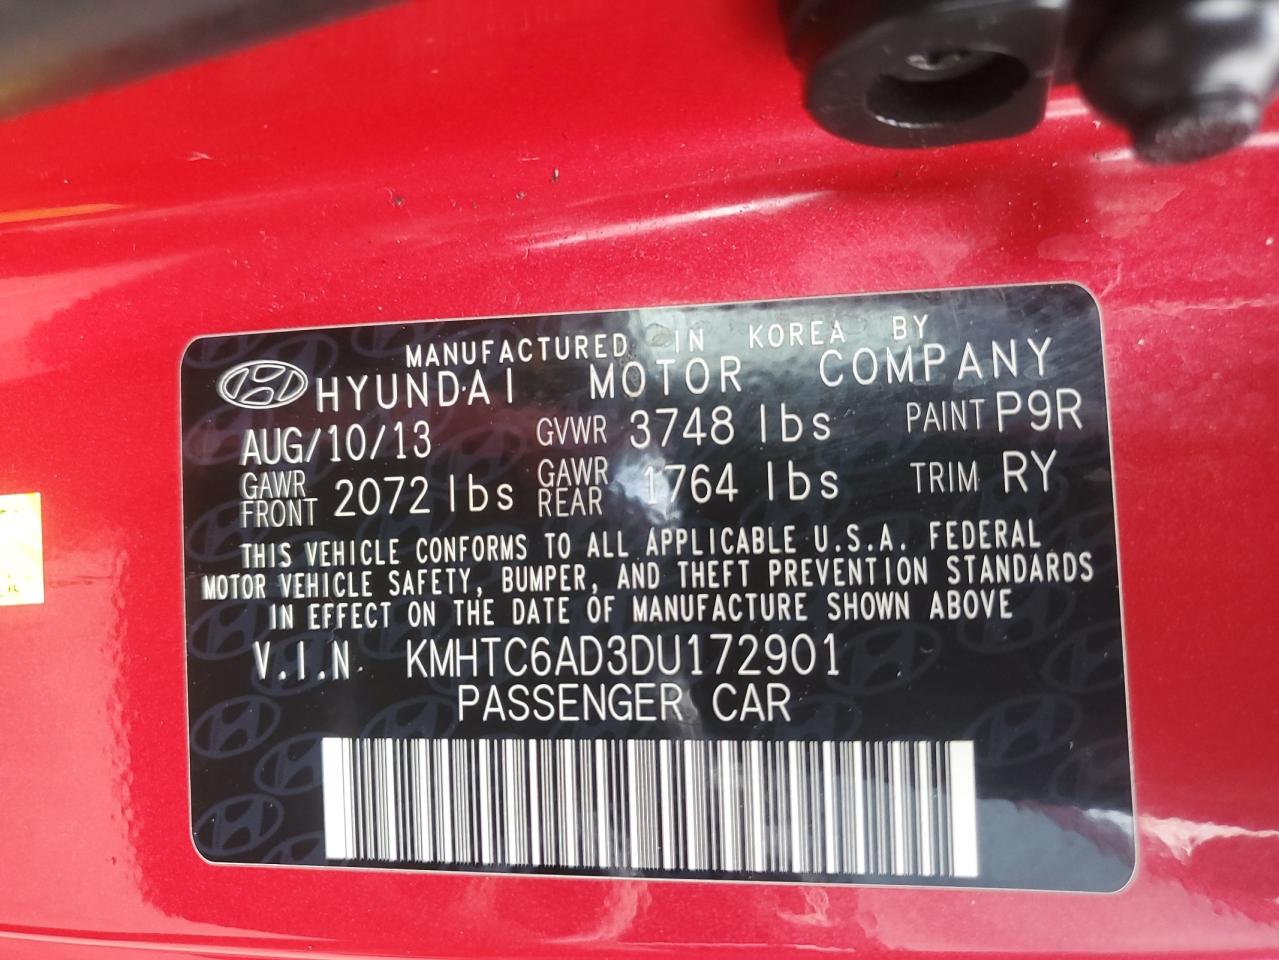 MANUFACTURED IN KOREA BY
HYUNDAI MOTOR COMPANY
AUG/10/13 GVWR 3748 lbs PAINT P9R
GAWR FRONT 2072 lbs GAWR REAR 1764 lbs TRIM RY
THIS VEHICLE CONFORMS TO ALL APPLICABLE U.S.A. FEDERAL
MOTOR VEHICLE SAFETY, BUMPER, AND THEFT PREVENTION STANDARDS
IN EFFECT ON THE DATE OF MANUFACTURE SHOWN ABOVE
V.I.N KMHTC6AD3DU172901
PASSENGER CAR